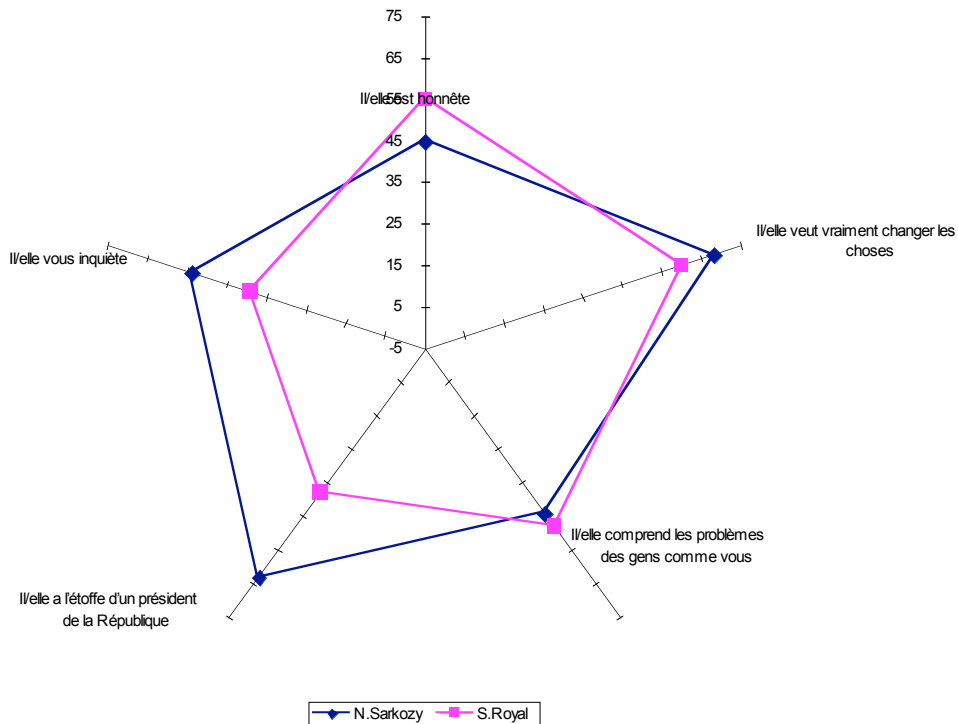 75
65
Il/elle est honnête
55
45
35
25
15
5
-5
Il/elle veut vraiment changer les
choses
Il/elle vous inquiète
Il/elle comprend les problèmes
des gens comme vous
Il/elle a l'étoffe d'un président
de la République
N.Sarkozy
S.Royal